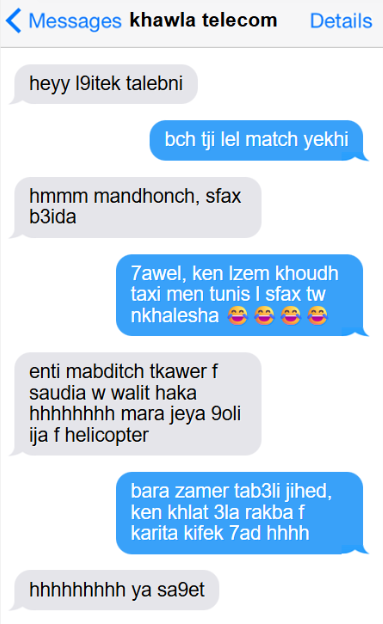 Messages khawla telecom Details
heyy l9itek talebni
bch tji lel match yekhi
hmmm mandhonch, sfax
b3ida
7awel, ken lzem khoudh
taxi men tunis l sfax tw
nkhalesha 😂 😂 😂 😂
enti mabditch tkawer f
saudia w walit haka
hhhhhhhh mara jeya 9oli
ija f helicopter
bara zamer tab3li jihed,
ken khlat 3la rakba f
karita kifek 7ad hhhh
hhhhhhhhh ya sa9et